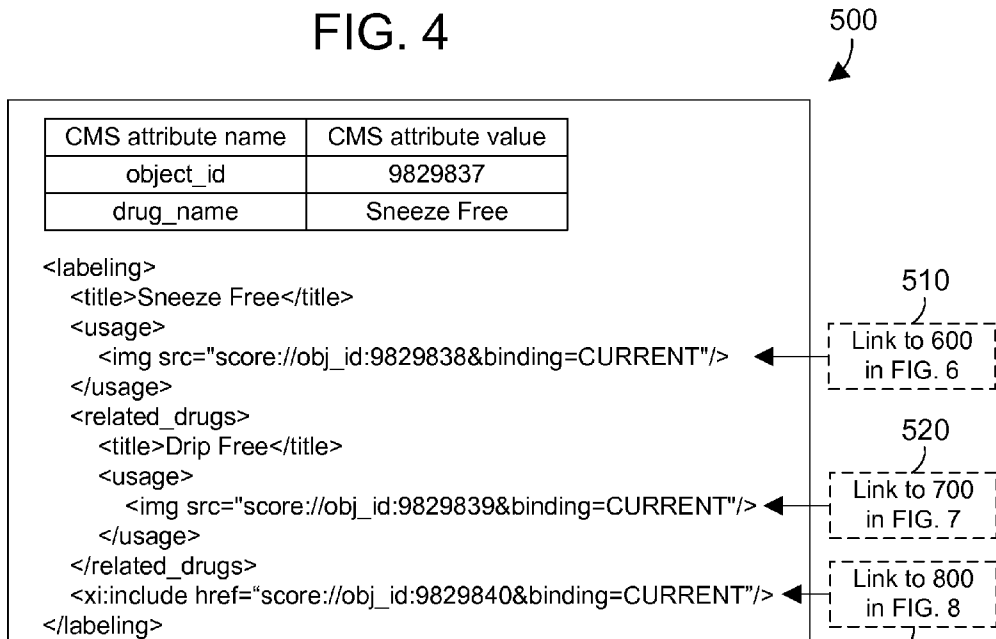 FIG. 4
500
CMS attribute name CMS attribute value
object_id 9829837
drug_name Sneeze Free
<labeling>
<title>Sneeze Free</title>
<usage>
<img src="score://obj_id:9829838&binding=CURRENT"/>
</usage>
<related_drugs>
<title>Drip Free</title>
<usage>
<img src="score://obj_id:9829839&binding=CURRENT"/>
</usage>
</related_drugs>
<xi:include href=“score://obj_id:9829840&binding=CURRENT”/>
</labeling>
510
Link to 600
in FIG. 6
520
Link to 700
in FIG. 7
Link to 800
in FIG. 8